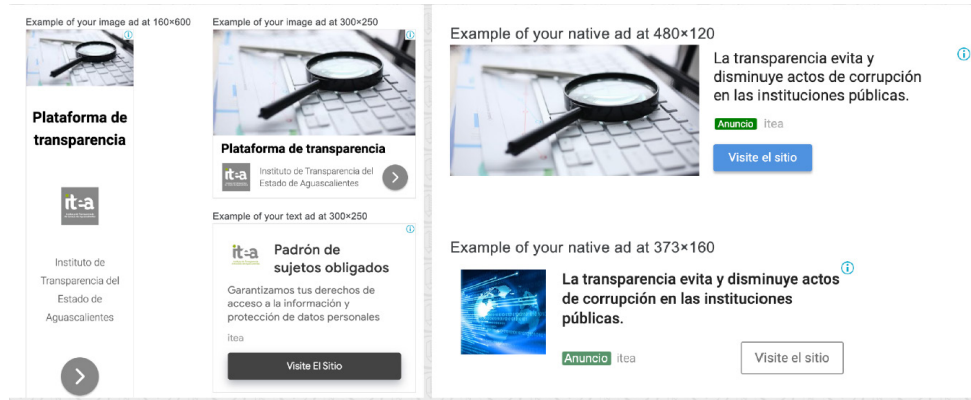 Example of your image ad at 160×600
Plataforma de
transparencia
itea
Instituto de
Transparencia del
Estado de
Aguascalientes
Example of your image ad at 300×250
Plataforma de transparencia
itea
Instituto de Transparencia del
Estado de Aguascalientes
Example of your text ad at 300×250
itea
Padrón de
sujetos obligados
Garantizamos tus derechos de
acceso a la información y
protección de datos personales
itea
Visite El Sitio
Example of your native ad at 480×120
La transparencia evita y
disminuye actos de corrupción
en las instituciones públicas.
Anuncio itea
Visite el sitio
Example of your native ad at 373×160
La transparencia evita y disminuye actos
de corrupción en las instituciones
públicas.
Anuncio itea
Visite el sitio